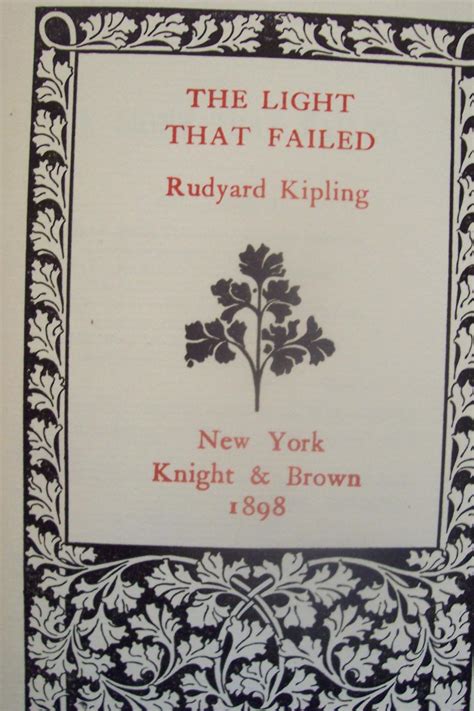 THE LIGHT
THAT FAILED
Rudyard Kipling
New York
Knight & Brown
1898